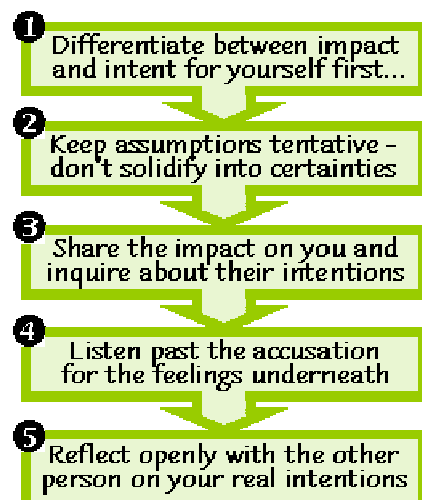 1
Differentiate between impact
and intent for yourself first...
2
Keep assumptions tentative –
don't solidify into certainties
3
Share the impact on you and
inquire about their intentions
4
Listen past the accusation
for the feelings underneath
5
Reflect openly with the other
person on your real intentions